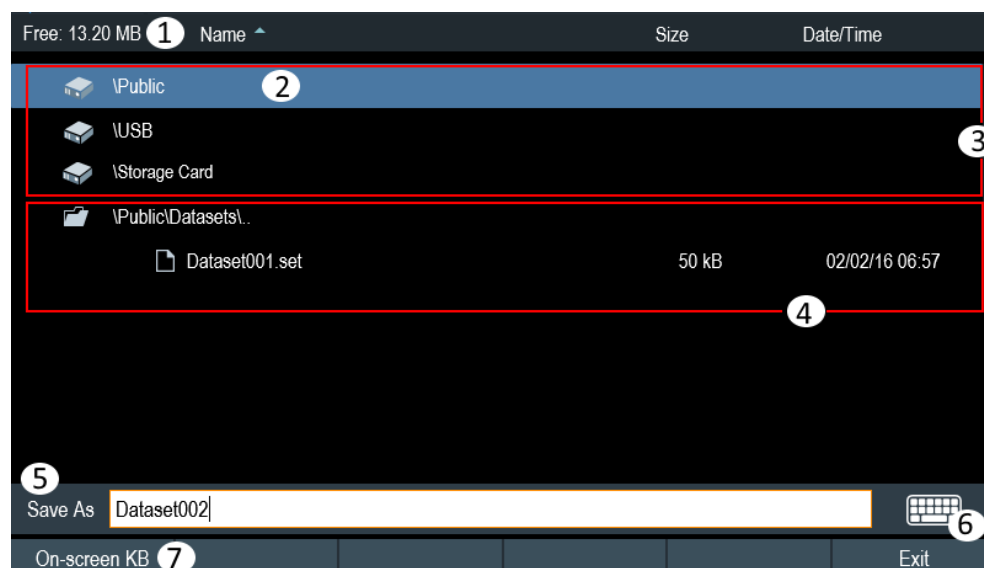 Free: 13.20 MB 1 Name Size Date/Time
\Public 2
\USB
3
\Storage Card
\Public\Datasets\..
Dataset001.set 50 kB 02/02/16 06:57
4
5
Save As Dataset002
6
On-screen KB 7 Exit